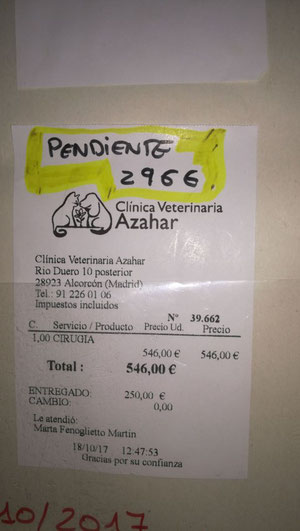 PENDIENTE
296€
Clínica Veterinaria
Azahar
Clínica Veterinaria Azahar
Rio Duero 10 posterior
28923 Alcorcón (Madrid)
Tel.: 91 226 01 06
Impuestos incluidos
Nº 39.662
C. Servicio / Producto Precio Ud. Precio
1,00 CIRUGIA
546,00 € 546,00 €
Total : 546,00 €
ENTREGADO: 250,00 €
CAMBIO: 0,00
Le atendió:
Marta Fenoglietto Martin
18/10/17 12:47:53
Gracias por su confianza
10/2017